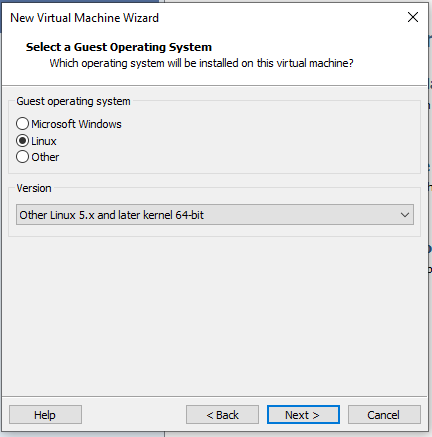 New Virtual Machine Wizard
Select a Guest Operating System
Which operating system will be installed on this virtual machine?
Guest operating system
Microsoft Windows
Linux
Other
Version
Other Linux 5.x and later kernel 64-bit
Help
< Back
Next >
Cancel